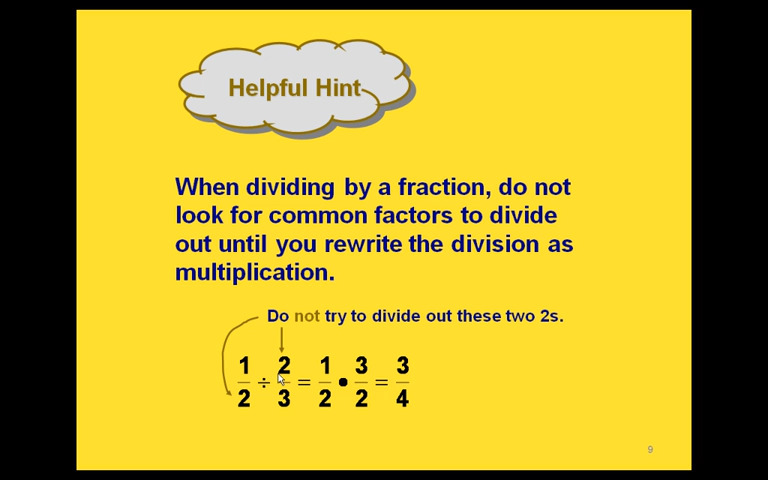 Helpful Hint
When dividing by a fraction, do not
look for common factors to divide
out until you rewrite the division as
multiplication.
Do not try to divide out these two 2s.
1/2 ÷ 2/3 = 1/2 • 3/2 = 3/4
9